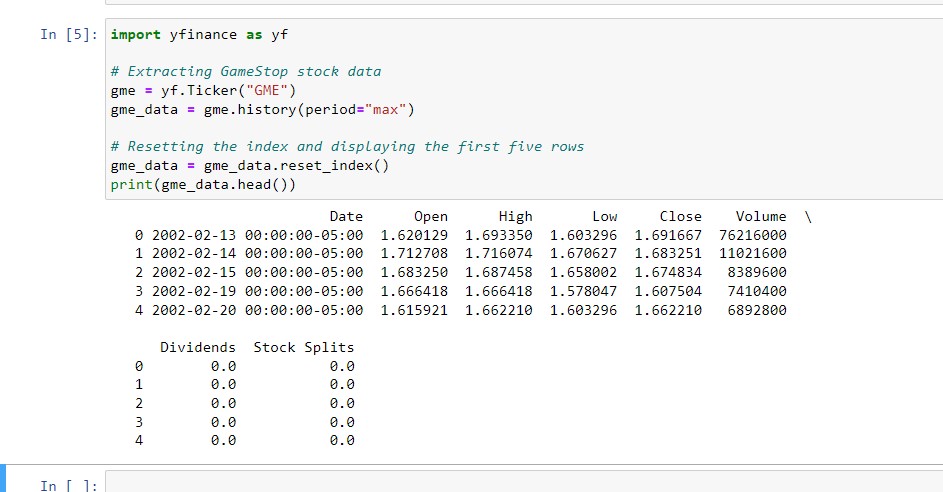 In [5]: import yfinance as yf
# Extracting GameStop stock data
gme = yf.Ticker("GME")
gme_data = gme.history(period="max")
# Resetting the index and displaying the first five rows
gme_data = gme_data.reset_index()
print(gme_data.head())
Date Open High Low Close Volume \
0 2002-02-13 00:00:00-05:00 1.620129 1.693350 1.603296 1.691667 76216000
1 2002-02-14 00:00:00-05:00 1.712708 1.716074 1.670627 1.683251 11021600
2 2002-02-15 00:00:00-05:00 1.683250 1.687458 1.658002 1.674834 8389600
3 2002-02-19 00:00:00-05:00 1.666418 1.666418 1.578047 1.607504 7410400
4 2002-02-20 00:00:00-05:00 1.615921 1.662210 1.603296 1.662210 6892800
Dividends Stock Splits
0 0.0 0.0
1 0.0 0.0
2 0.0 0.0
3 0.0 0.0
4 0.0 0.0
In [ ]: